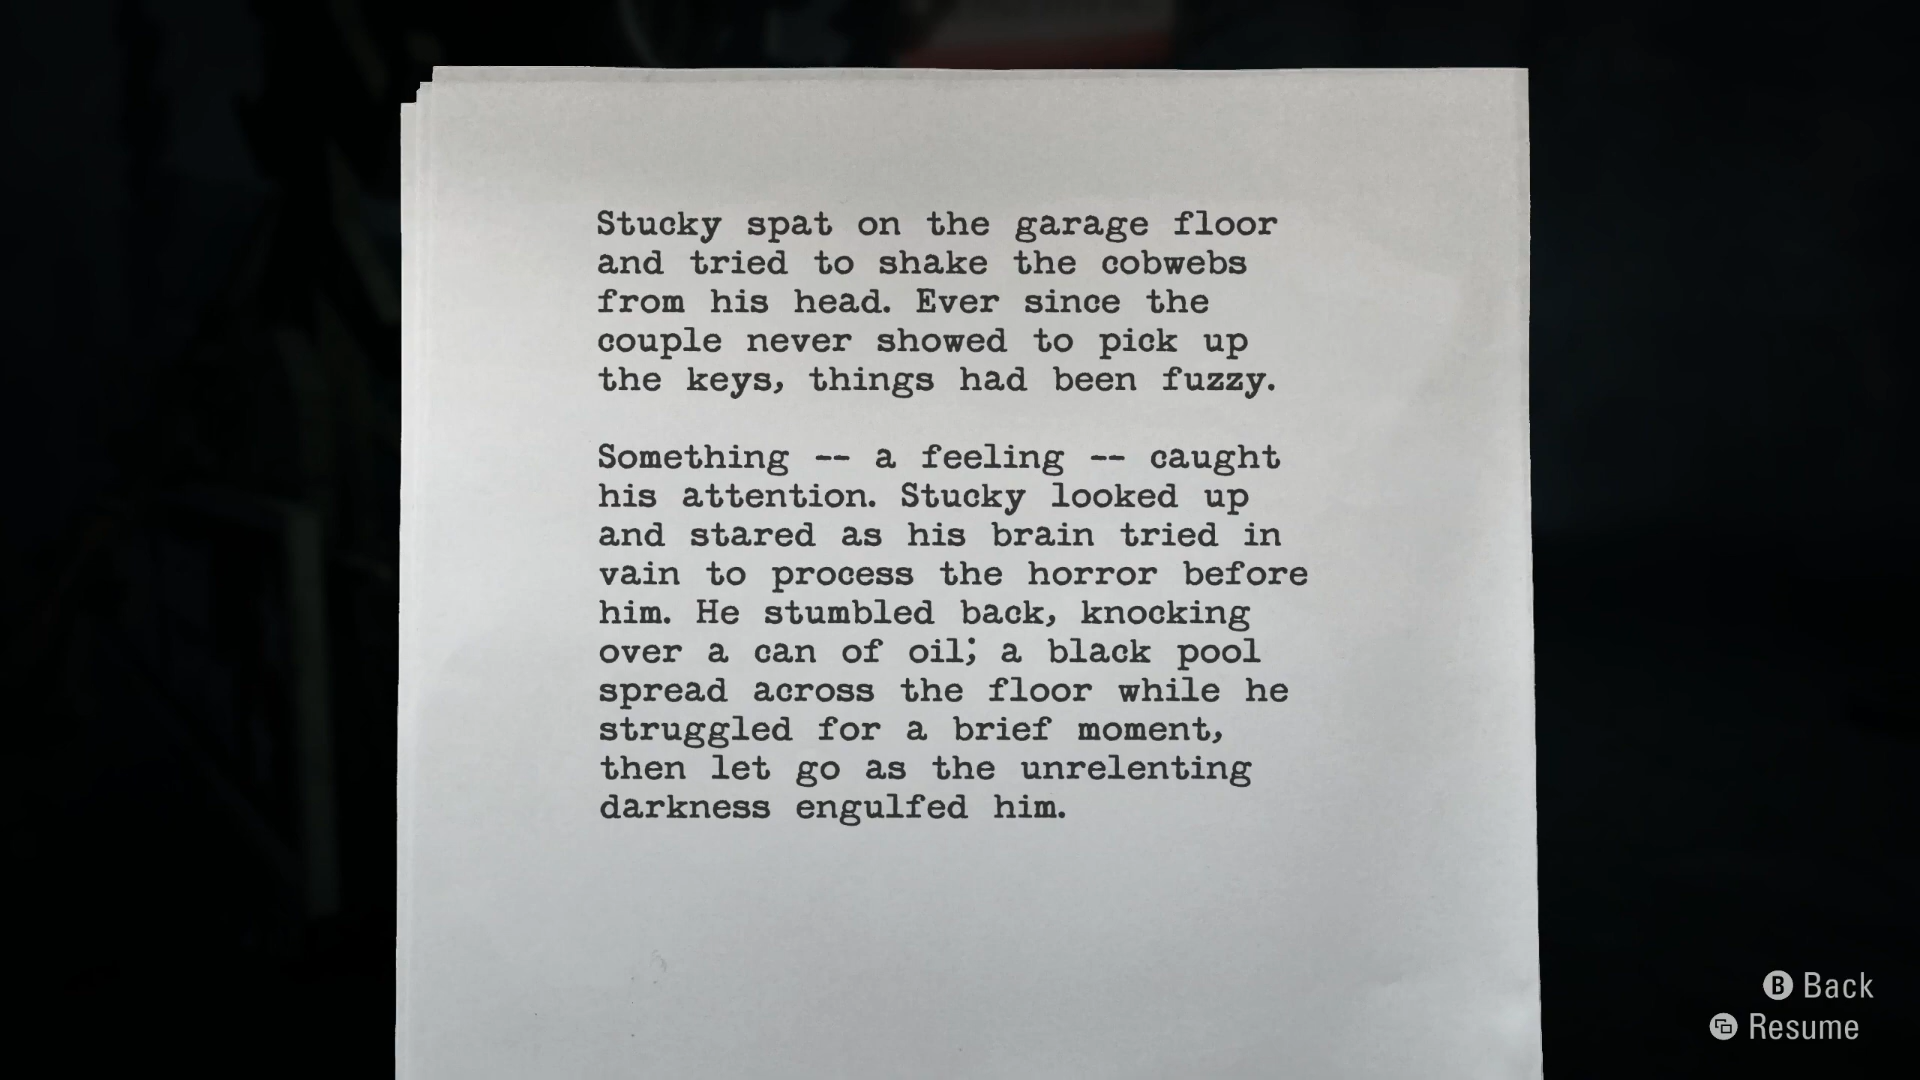 Stucky spat on the garage floor
and tried to shake the cobwebs
from his head. Ever since the
couple never showed to pick up
the keys, things had been fuzzy.
Something -- a feeling -- caught
his attention. Stucky looked up
and stared as his brain tried in
vain to process the horror before
him. He stumbled back, knocking
over a can of oil; a black pool
spread across the floor while he
struggled for a brief moment,
then let go as the unrelenting
darkness engulfed him.
B Back
Resume